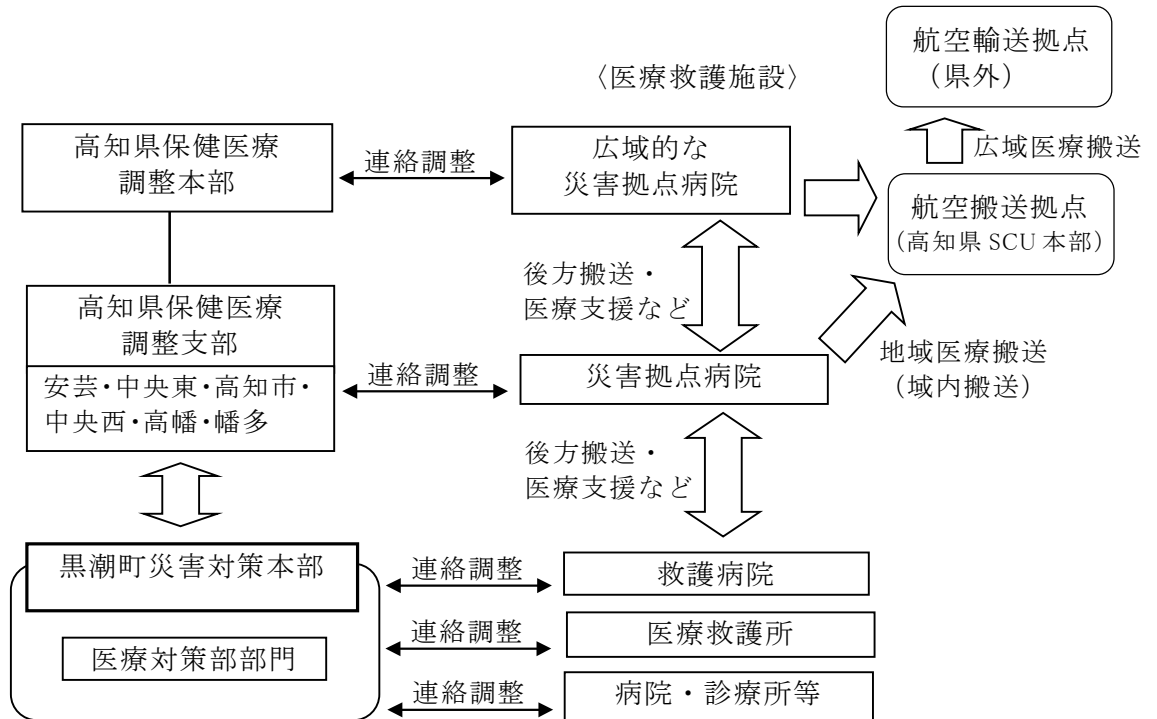 航空輸送拠点
（県外）
〈医療救護施設〉
広域医療搬送
高知県保健医療
調整本部
連絡調整
広域的な
災害拠点病院
航空搬送拠点
（高知県 SCU 本部）
後方搬送・
医療支援など
高知県保健医療
調整支部
安芸・中央東・高知市・
中央西・高幡・幡多
連絡調整
災害拠点病院
地域医療搬送
（域内搬送）
後方搬送・
医療支援など
黒潮町災害対策本部
医療対策部部門
連絡調整
救護病院
連絡調整
医療救護所
連絡調整
病院・診療所等